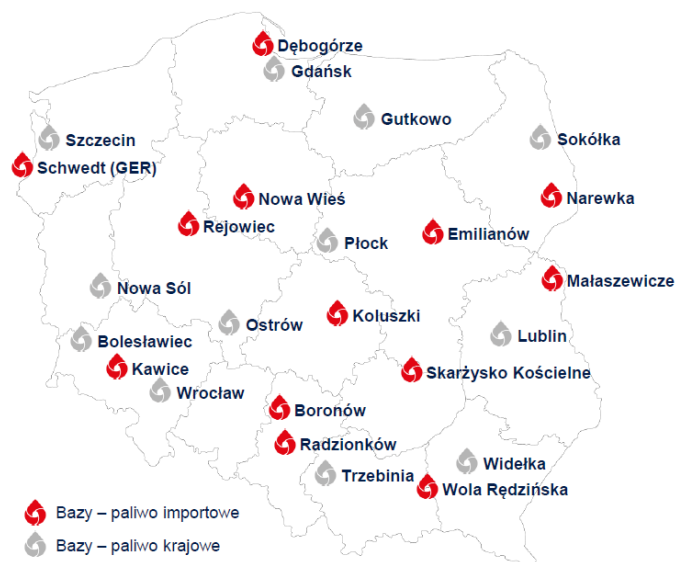 Dębogórze
Gdańsk
Gutkowo
Szczecin
Sokółka
Schwedt (GER)
Nowa Wieś
Narewka
Rejowiec
Emilianów
Płock
Małaszewicze
Nowa Sól
Koluszki
Ostrów
Lublin
Bolesławiec
Kawice
Skarżysko Kościelne
Wrocław
Boronów
Radzionków
Widełka
Trzebinia
Wola Rędzińska
Bazy – paliwo importowe
Bazy – paliwo krajowe